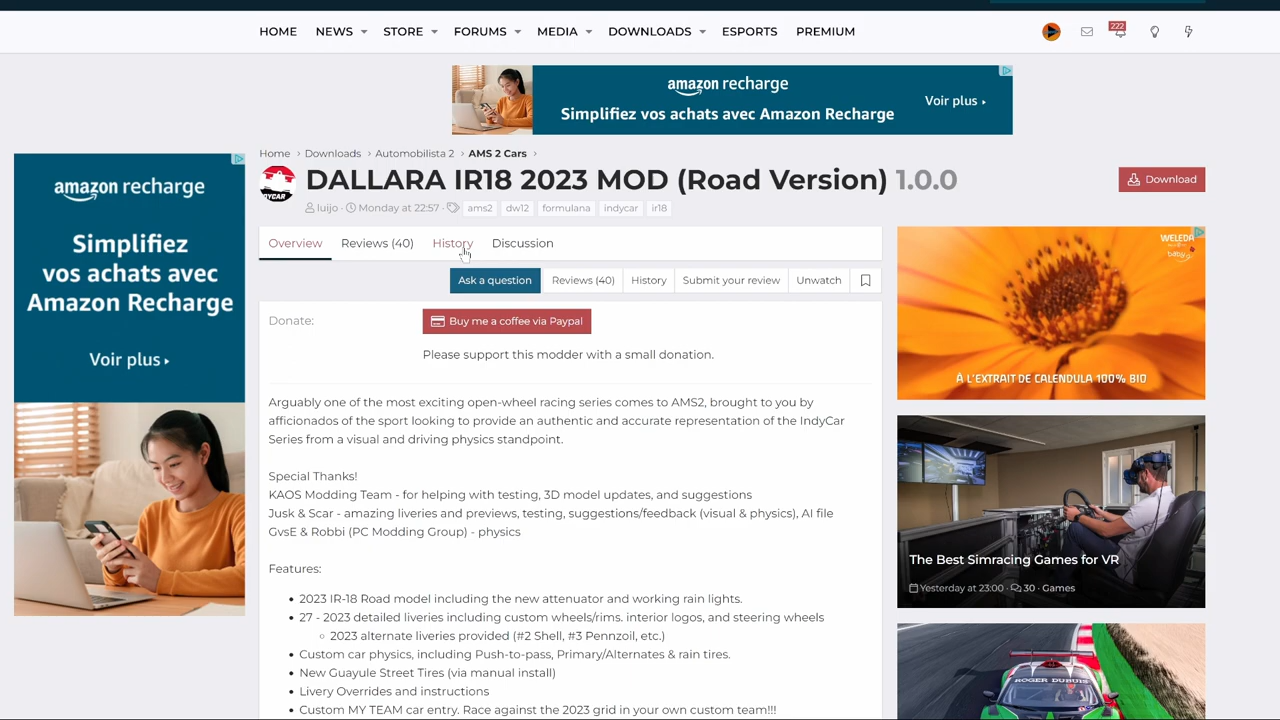 HOME NEWS STORE FORUMS MEDIA DOWNLOADS ESPORTS PREMIUM
222
amazon recharge
Simplifiez vos achats avec Amazon Recharge
Voir plus
Home > Downloads > Automobilista 2 > AMS 2 Cars >
DALLARA IR18 2023 MOD (Road Version) 1.0.0
Download
luijo · Monday at 22:57 · ams2 dw12 formulana indycar ir18
amazon recharge
Simplifiez
vos achats avec
Amazon Recharge
Voir plus
Overview Reviews (40) History Discussion
Ask a question Reviews (40) History Submit your review Unwatch
Donate: Buy me a coffee via Paypal
Please support this modder with a small donation.
Arguably one of the most exciting open-wheel racing series comes to AMS2, brought to you by
afficionados of the sport looking to provide an authentic and accurate representation of the IndyCar
Series from a visual and driving physics standpoint.
Special Thanks!
KAOS Modding Team - for helping with testing, 3D model updates, and suggestions
Jusk & Scar - amazing liveries and previews, testing, suggestions/feedback (visual & physics), AI file
GvsE & Robbi (PC Modding Group) - physics
Features:
2023 IR-18 Road model including the new attenuator and working rain lights.
27 - 2023 detailed liveries including custom wheels/rims. interior logos, and steering wheels
2023 alternate liveries provided (#2 Shell, #3 Pennzoil, etc.)
Custom car physics, including Push-to-pass, Primary/Alternates & rain tires.
New Guayule Street Tires (via manual install)
Livery Overrides and instructions
Custom MY TEAM car entry. Race against the 2023 grid in your own custom team!!!
WELEDA
baby
À L'EXTRAIT DE CALENDULA 100% BIO
The Best Simracing Games for VR
Yesterday at 23:00 · 30 · Games
ROGER DUBUIS